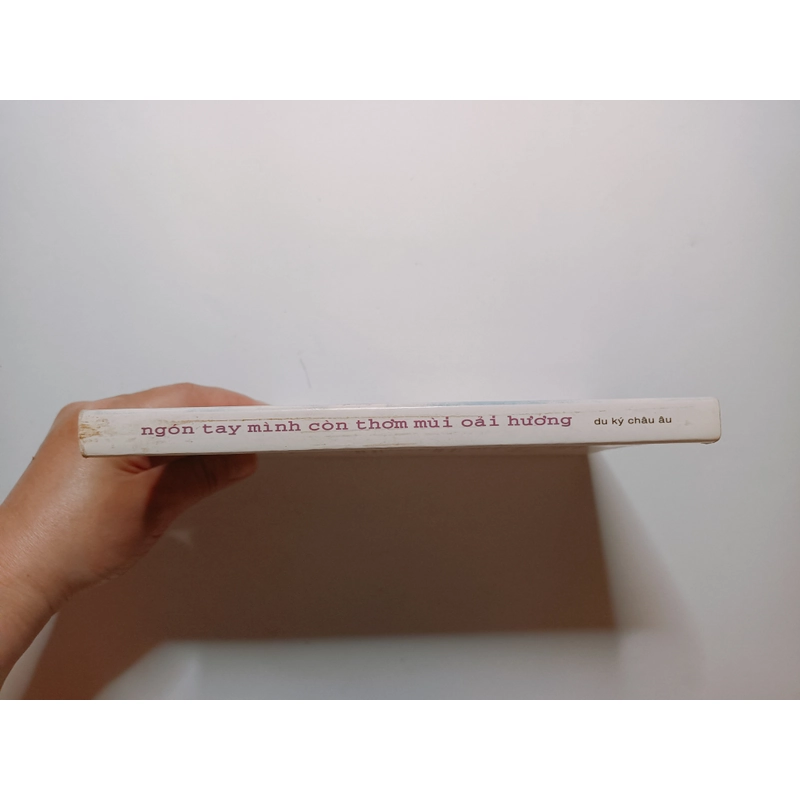 ngón tay mình còn thơm mùi oải hương du ký châu âu